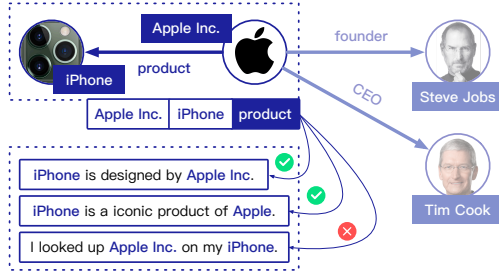 Apple Inc.
founder
iPhone
product
CEO
Steve Jobs
Apple Inc. iPhone product
iPhone is designed by Apple Inc.
iPhone is a iconic product of Apple.
I looked up Apple Inc. on my iPhone.
Tim Cook